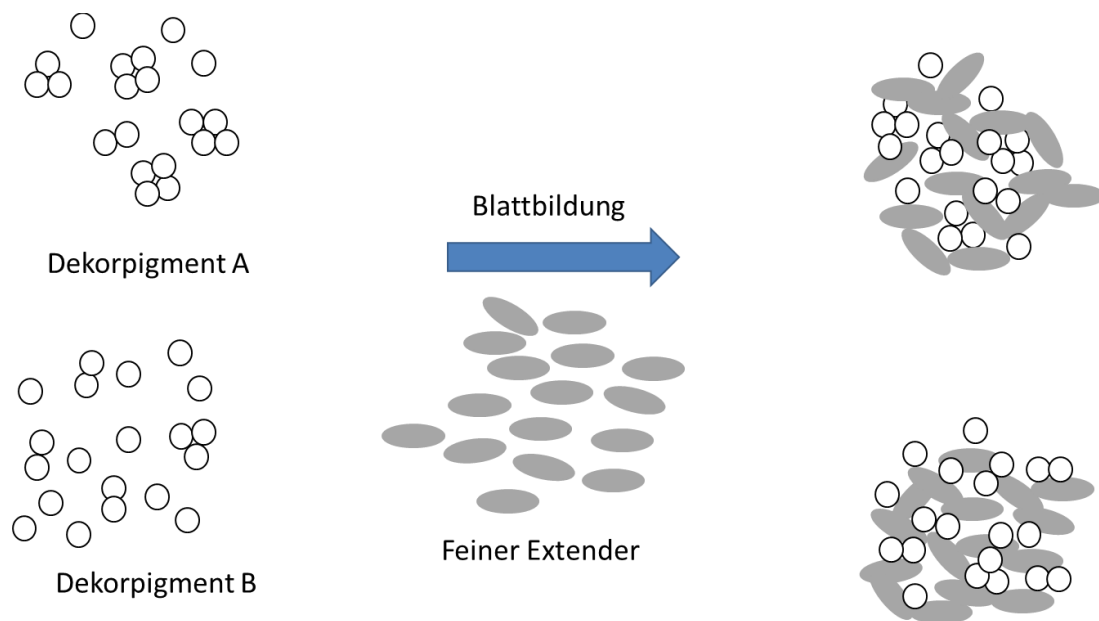 Blattbildung
Dekorpigment A
Feiner Extender
Dekorpigment B